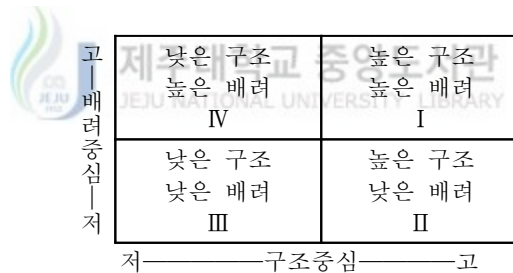 고―배려중심―저
낮은 구조
높은 배려
Ⅳ
높은 구조
높은 배려
Ⅰ
낮은 구조
낮은 배려
Ⅲ
높은 구조
낮은 배려
Ⅱ
저――――――구조중심―――――고
제주대학교 중앙도서관
JEJU NATIONAL UNIVERSITY LIBRARY
JEJU
1952